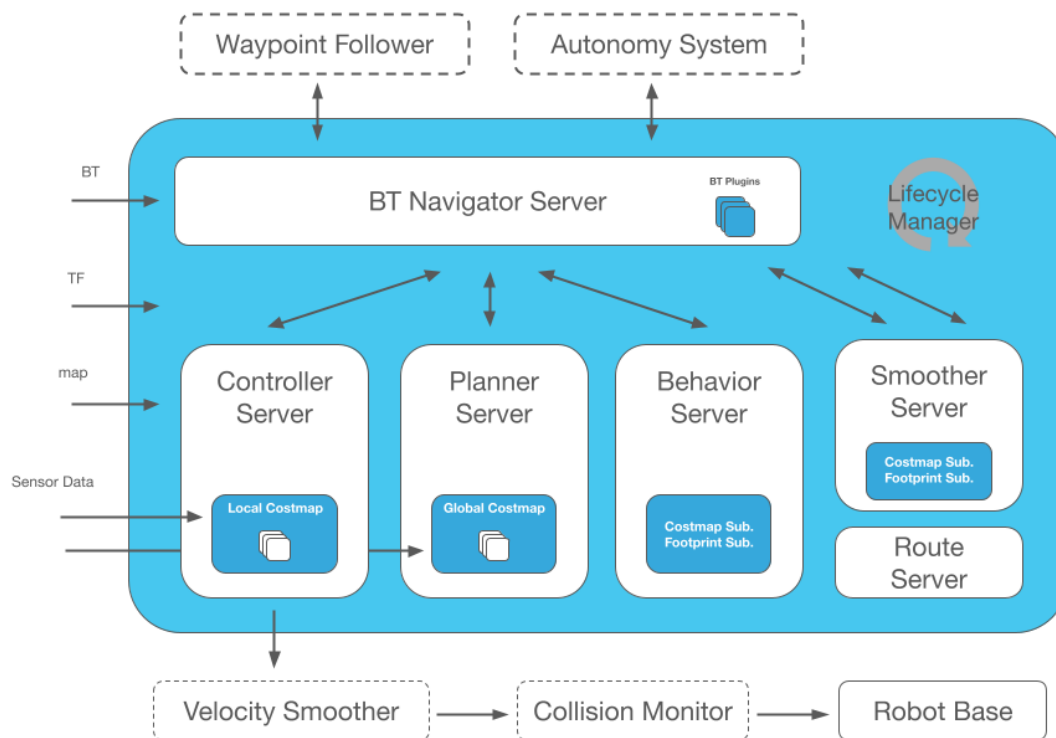 Waypoint Follower
Autonomy System
BT
BT Navigator Server
BT Plugins
Lifecycle
Manager
TF
map
Sensor Data
Controller
Server
Local Costmap
Planner
Server
Global Costmap
Behavior
Server
Costmap Sub.
Footprint Sub.
Smoother
Server
Costmap Sub.
Footprint Sub.
Route
Server
Velocity Smoother
Collision Monitor
Robot Base